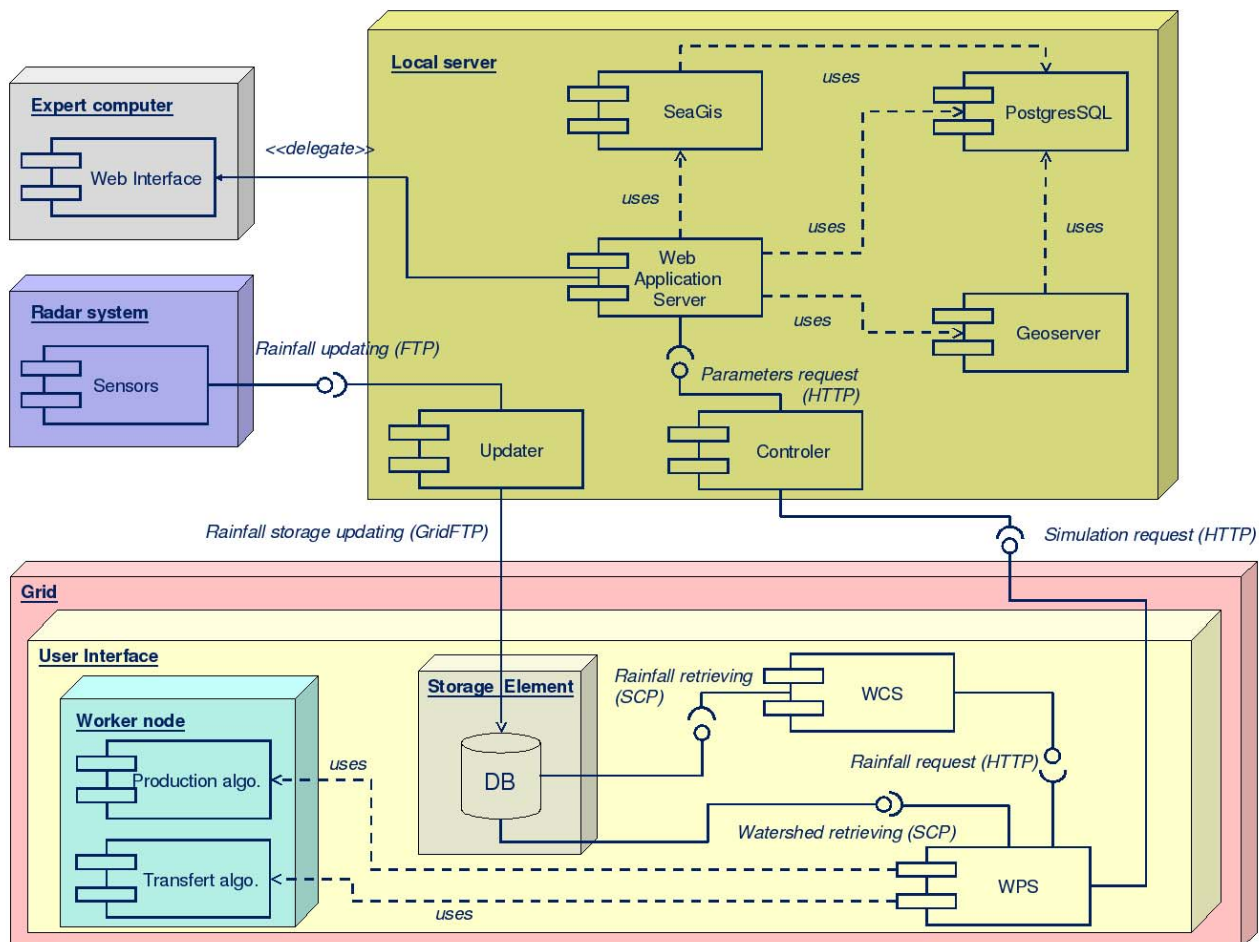 Local server
Expert computer
Web Interface
<<delegate>>
SeaGis
uses
PostgresSQL
uses
uses
uses
Web
Application
Server
uses
Geoserver
Radar system
Sensors
Rainfall updating (FTP)
Parameters request
(HTTP)
Updater
Controler
Rainfall storage updating (GridFTP)
Simulation request (HTTP)
Grid
User Interface
Worker node
Production algo.
Transfert algo.
uses
uses
Storage Element
DB
Rainfall retrieving
(SCP)
WCS
Rainfall request (HTTP)
Watershed retrieving (SCP)
WPS